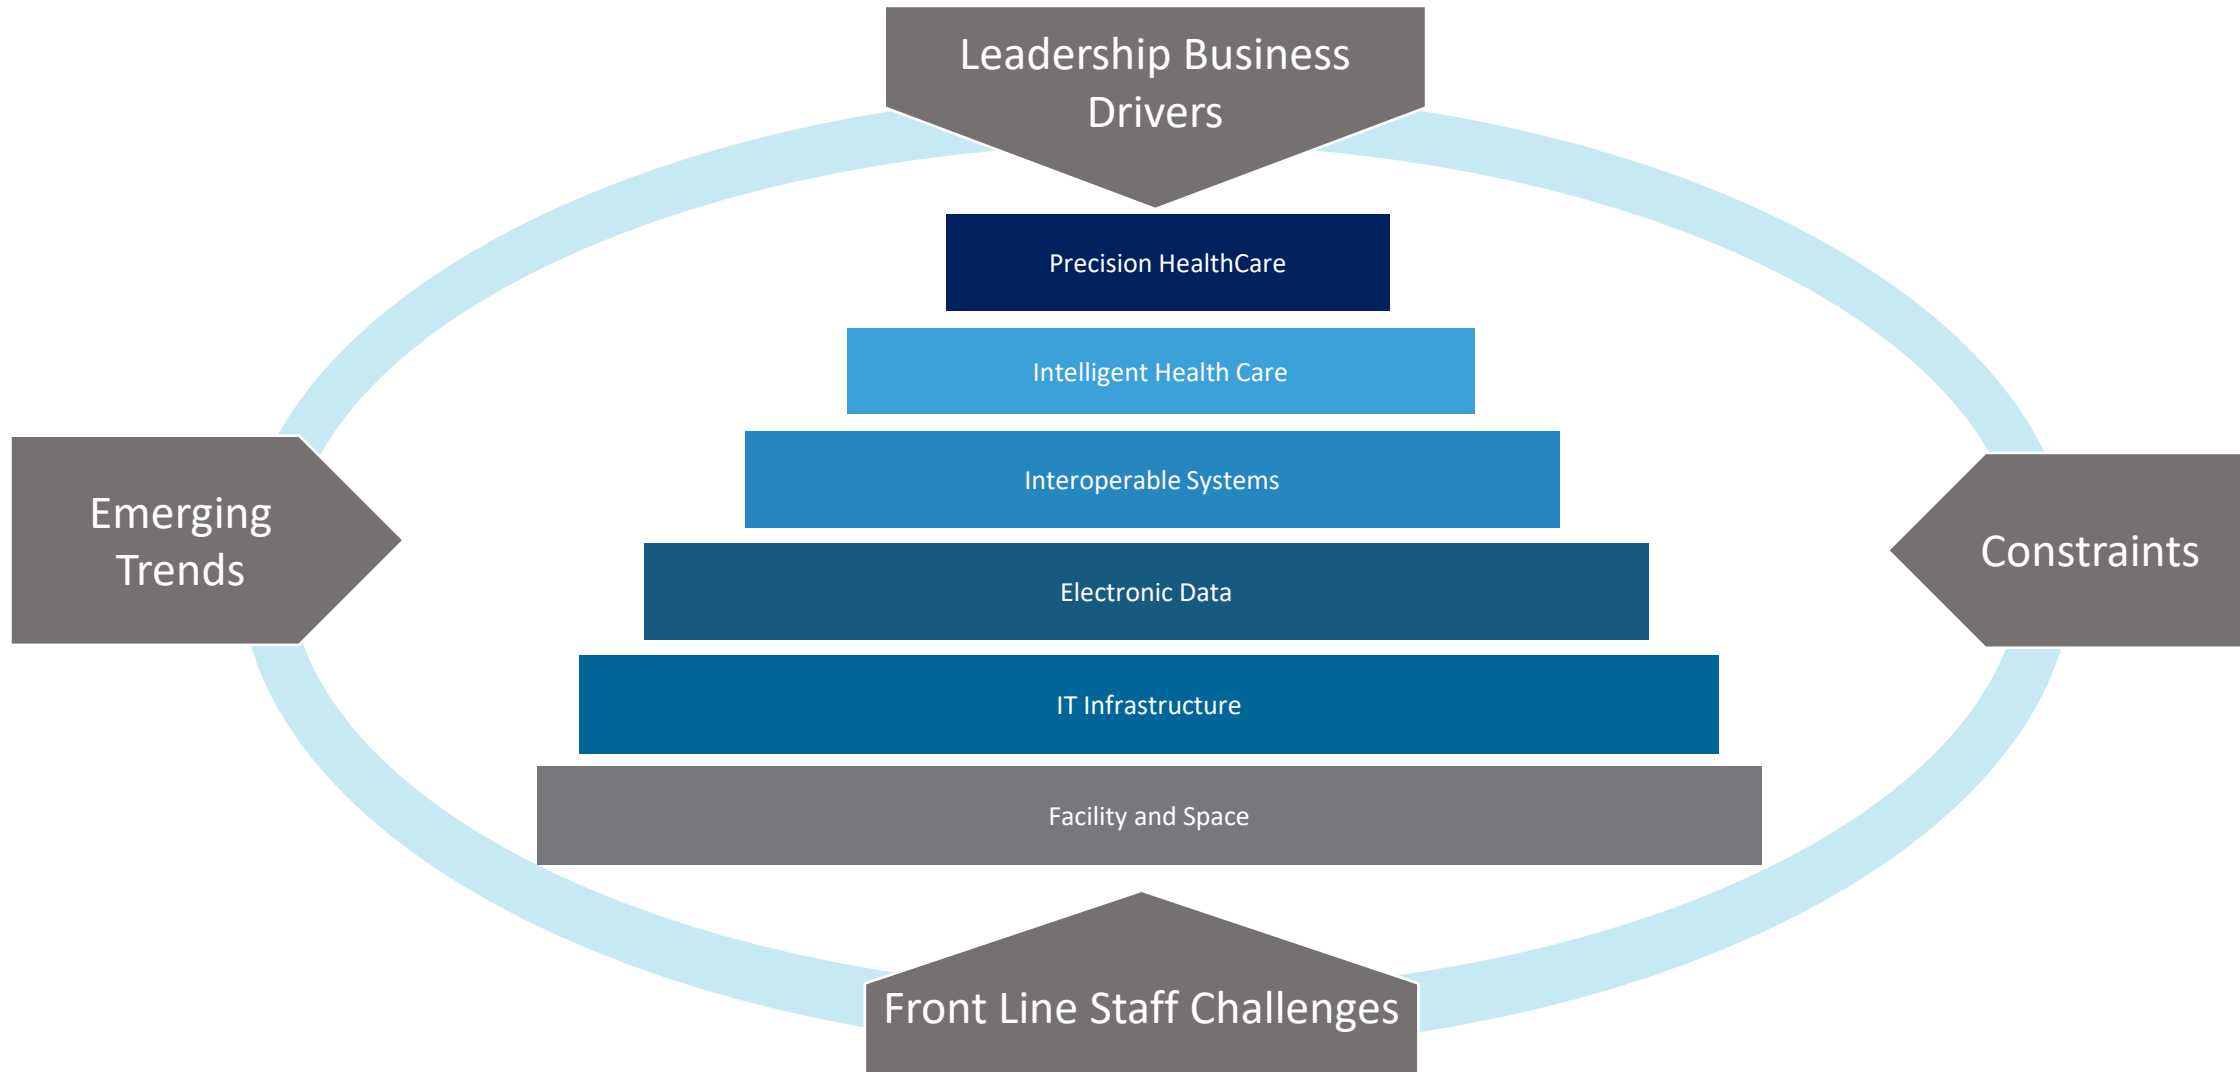 Leadership Business
Drivers
Precision HealthCare
Intelligent Health Care
Interoperable Systems
Emerging
Trends
Constraints
Electronic Data
IT Infrastructure
Facility and Space
Front Line Staff Challenges